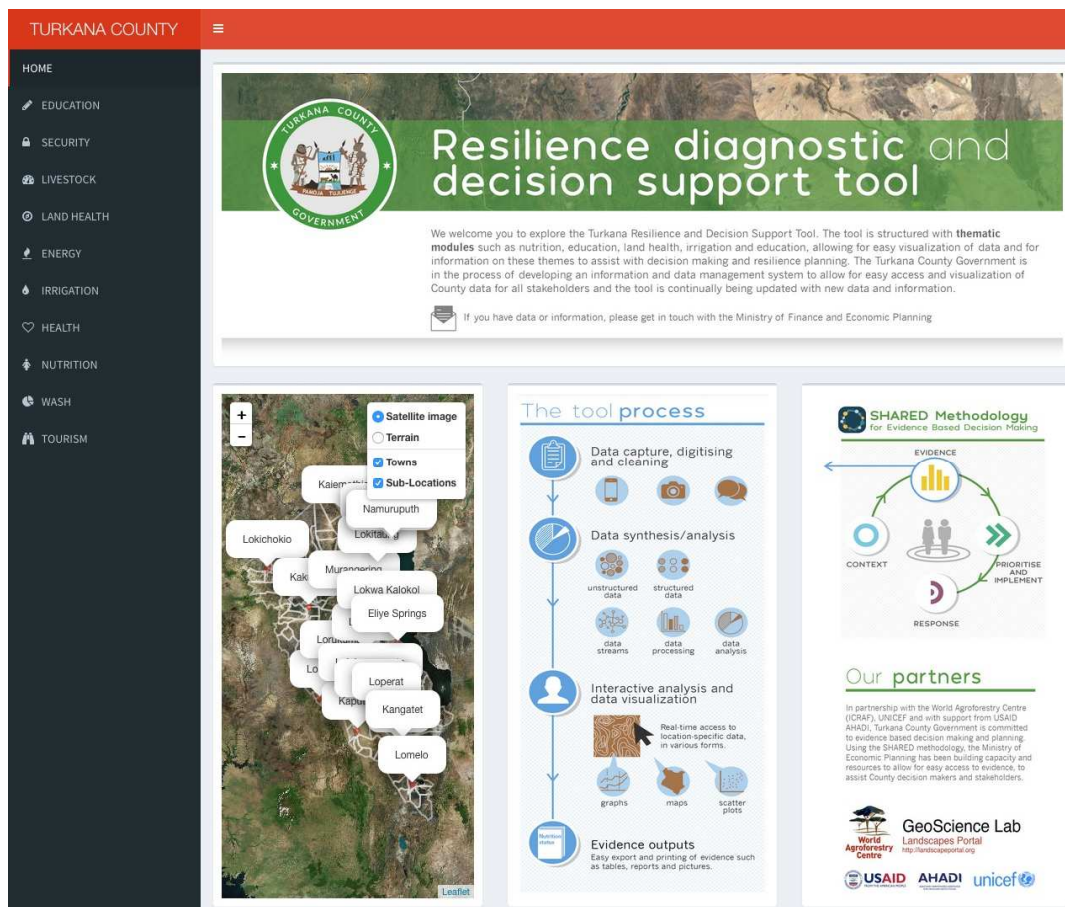 TURKANA COUNTY
HOME
EDUCATION
SECURITY
LIVESTOCK
LAND HEALTH
ENERGY
IRRIGATION
HEALTH
NUTRITION
WASH
TOURISM
TURKANA COUNTY
PAMOJA TUJIJENGE
GOVERNMENT
Resilience diagnostic and
decision support tool
We welcome you to explore the Turkana Resilience and Decision Support Tool. The tool is structured with thematic
modules such as nutrition, education, land health, irrigation and education, allowing for easy visualization of data and for
information on these themes to assist with decision making and resilience planning. The Turkana County Government is
in the process of developing an information and data management system to allow for easy access and visualization of
County data for all stakeholders and the tool is continually being updated with new data and information.
If you have data or information, please get in touch with the Ministry of Finance and Economic Planning
+
−
Satellite image
Terrain
Towns
Sub-Locations
Namuruputh
Lokichokio
Murangering
Lokwa Kalokol
Eliye Springs
Loperat
Kangatet
Lomelo
Leaflet
The tool process
Data capture, digitising
and cleaning
Data synthesis/analysis
unstructured
data
structured
data
data
streams
data
processing
data
analysis
Interactive analysis and
data visualization
Real-time access to
location-specific data,
in various forms.
graphs
maps
scatter
plots
Nutrition
status
Evidence outputs
Easy export and printing of evidence such
as tables, reports and pictures.
SHARED Methodology
for Evidence Based Decision Making
EVIDENCE
CONTEXT
PRIORITISE
AND
IMPLEMENT
RESPONSE
Our partners
In partnership with the World Agroforestry Centre
(ICRAF), UNICEF and with support from USAID
AHADI, Turkana County Government is committed
to evidence based decision making and planning.
Using the SHARED methodology, the Ministry of
Economic Planning has been building capacity and
resources to allow for easy access to evidence, to
assist County decision makers and stakeholders.
World
Agroforestry
Centre
GeoScience Lab
Landscapes Portal
http://landscapeportal.org
USAID
FROM THE AMERICAN PEOPLE
AHADI
unicef